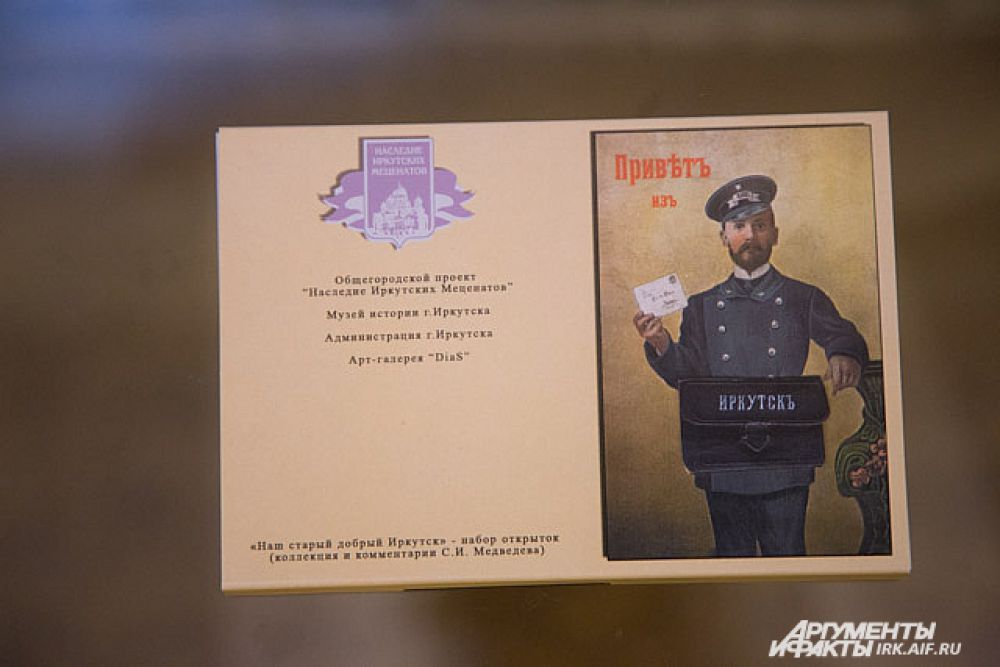 НАСЛЕДИЕ
ИРКУТСКИХ
МЕЦЕНАТОВ
Общегородской проект
"Наследие Иркутских Меценатов"
Музей истории г.Иркутска
Администрация г.Иркутска
Арт-галерея "DiaS"
«Наш старый добрый Иркутск» - набор открыток
(коллекция и комментарии С.И. Медведева)
Привѣтъ
изъ
ИРКУТСКЪ
АРГУМЕНТЫ
И ФАКТЫ IRK.AIF.RU